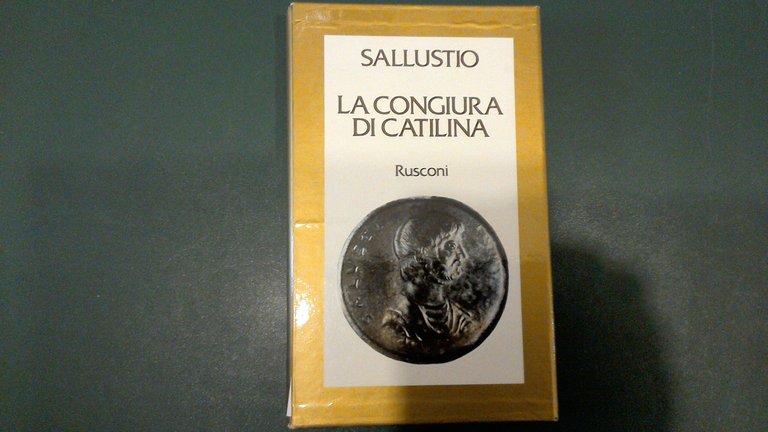 SALLUSTIO
LA CONGIURA
DI CATILINA
Rusconi